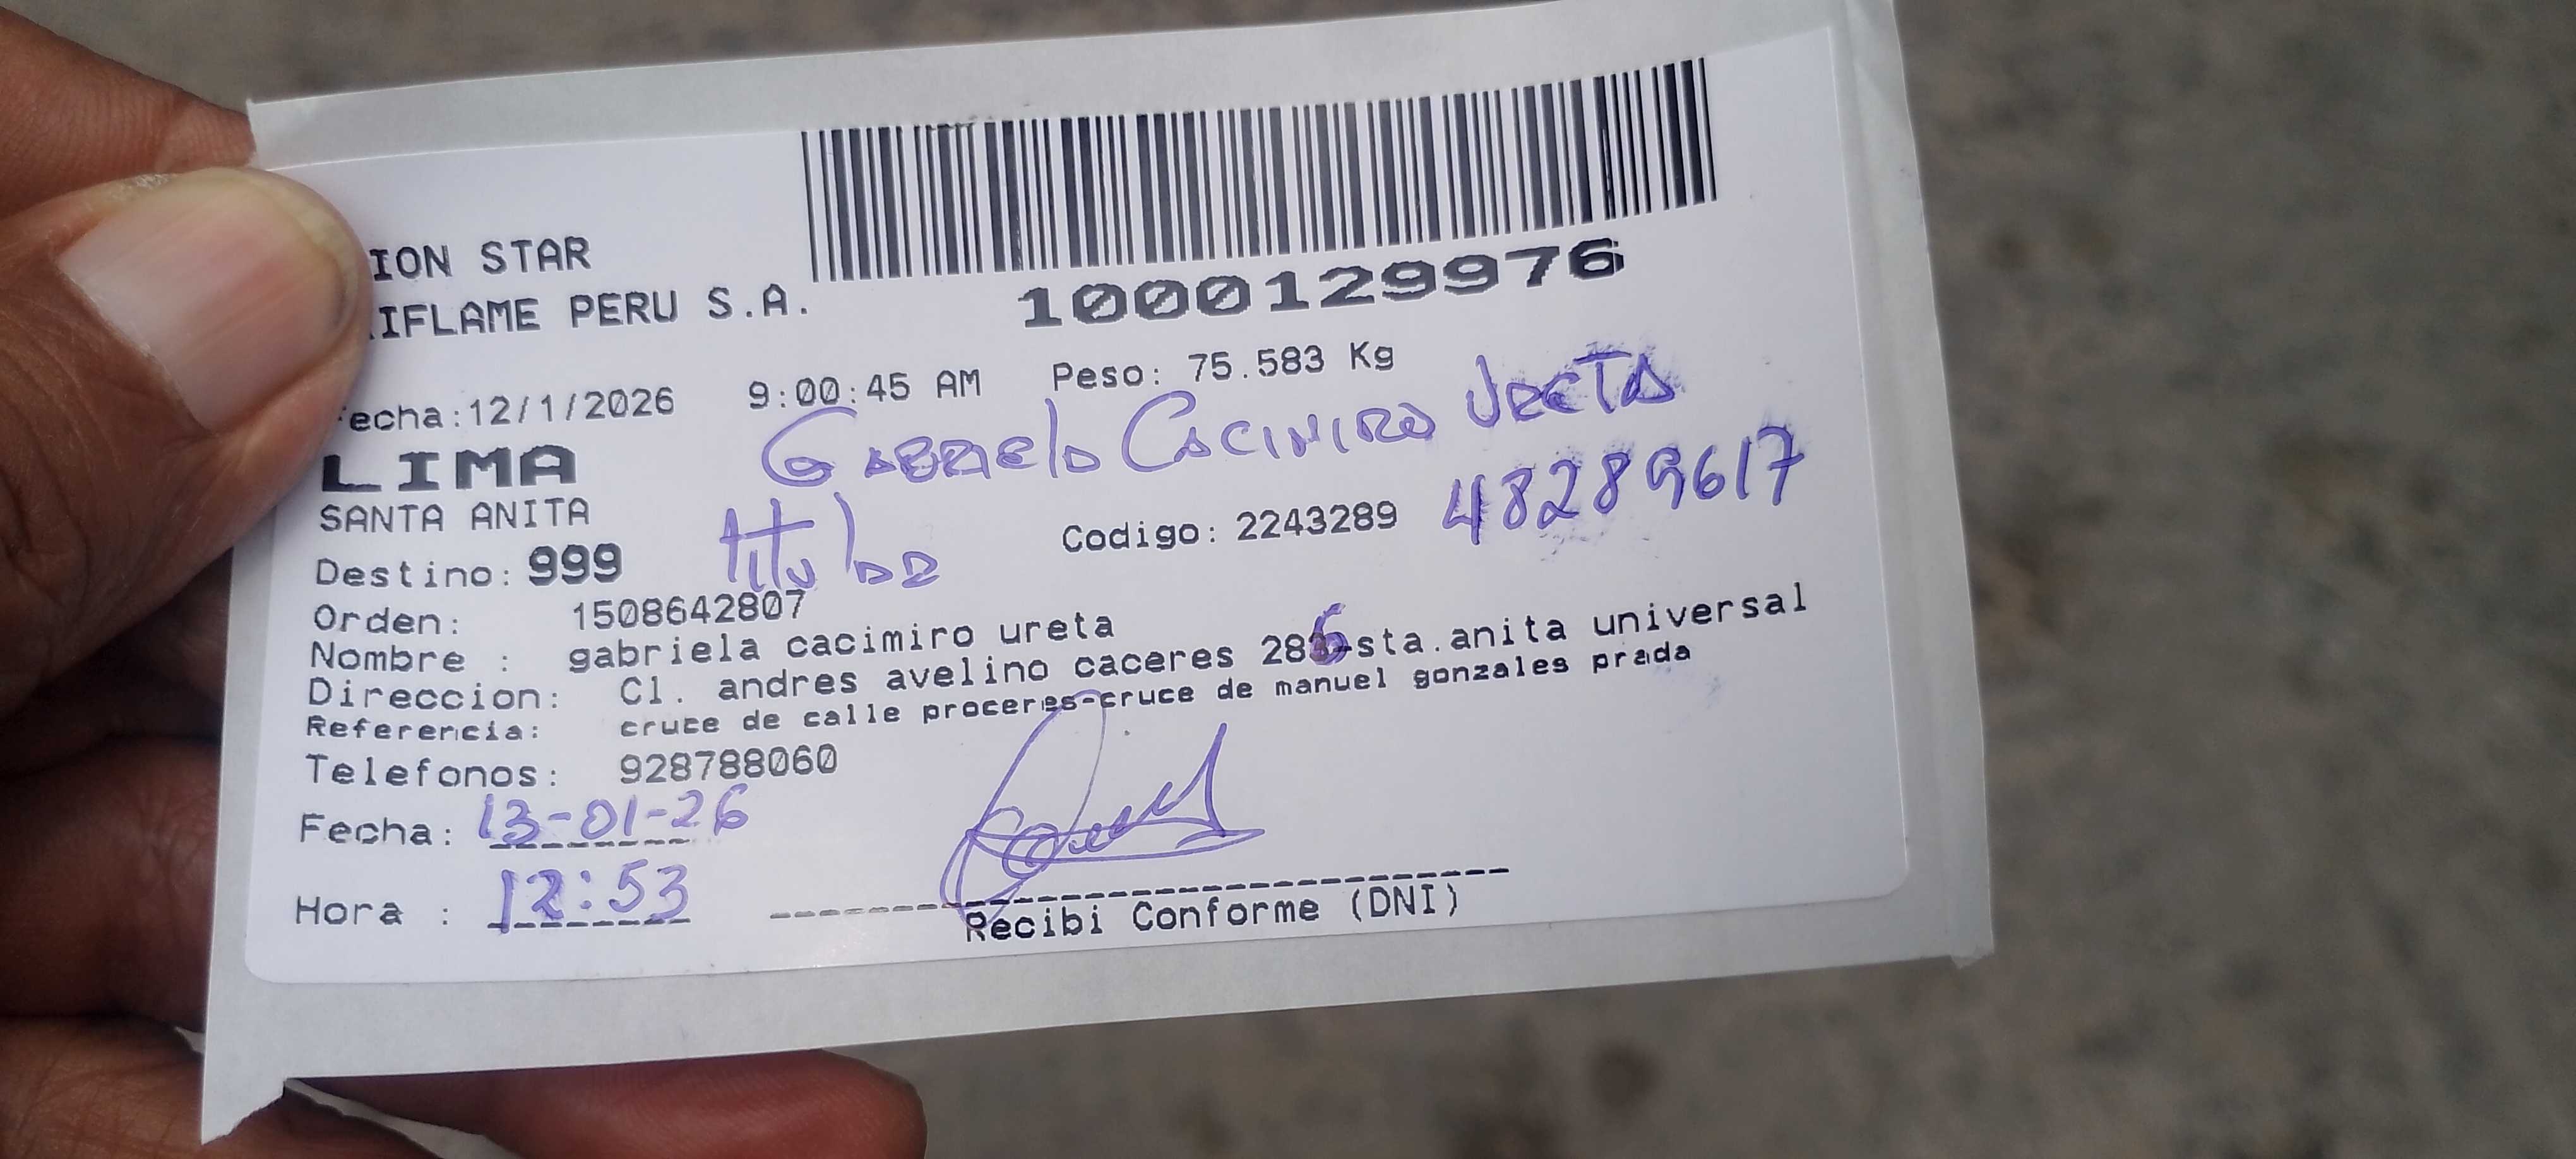 ION STAR
IFLAME PERU S.A.
1000129976
echa:12/1/2026 9:00:45 AM Peso: 75.583 Kg
Gabriela Cacimiro Ureta
LIMA
SANTA ANITA
48289617
titular
Codigo: 2243289
Destino: 999
Orden: 1508642807
Nombre : gabriela cacimiro ureta
Direccion: Cl. andres avelino caceres 286-sta.anita universal
Referencia: cruce de calle proceres-cruce de manuel gonzales prada
Telefonos: 928788060
Fecha: 13-01-26
Hora : 12:53
Recibi Conforme (DNI)